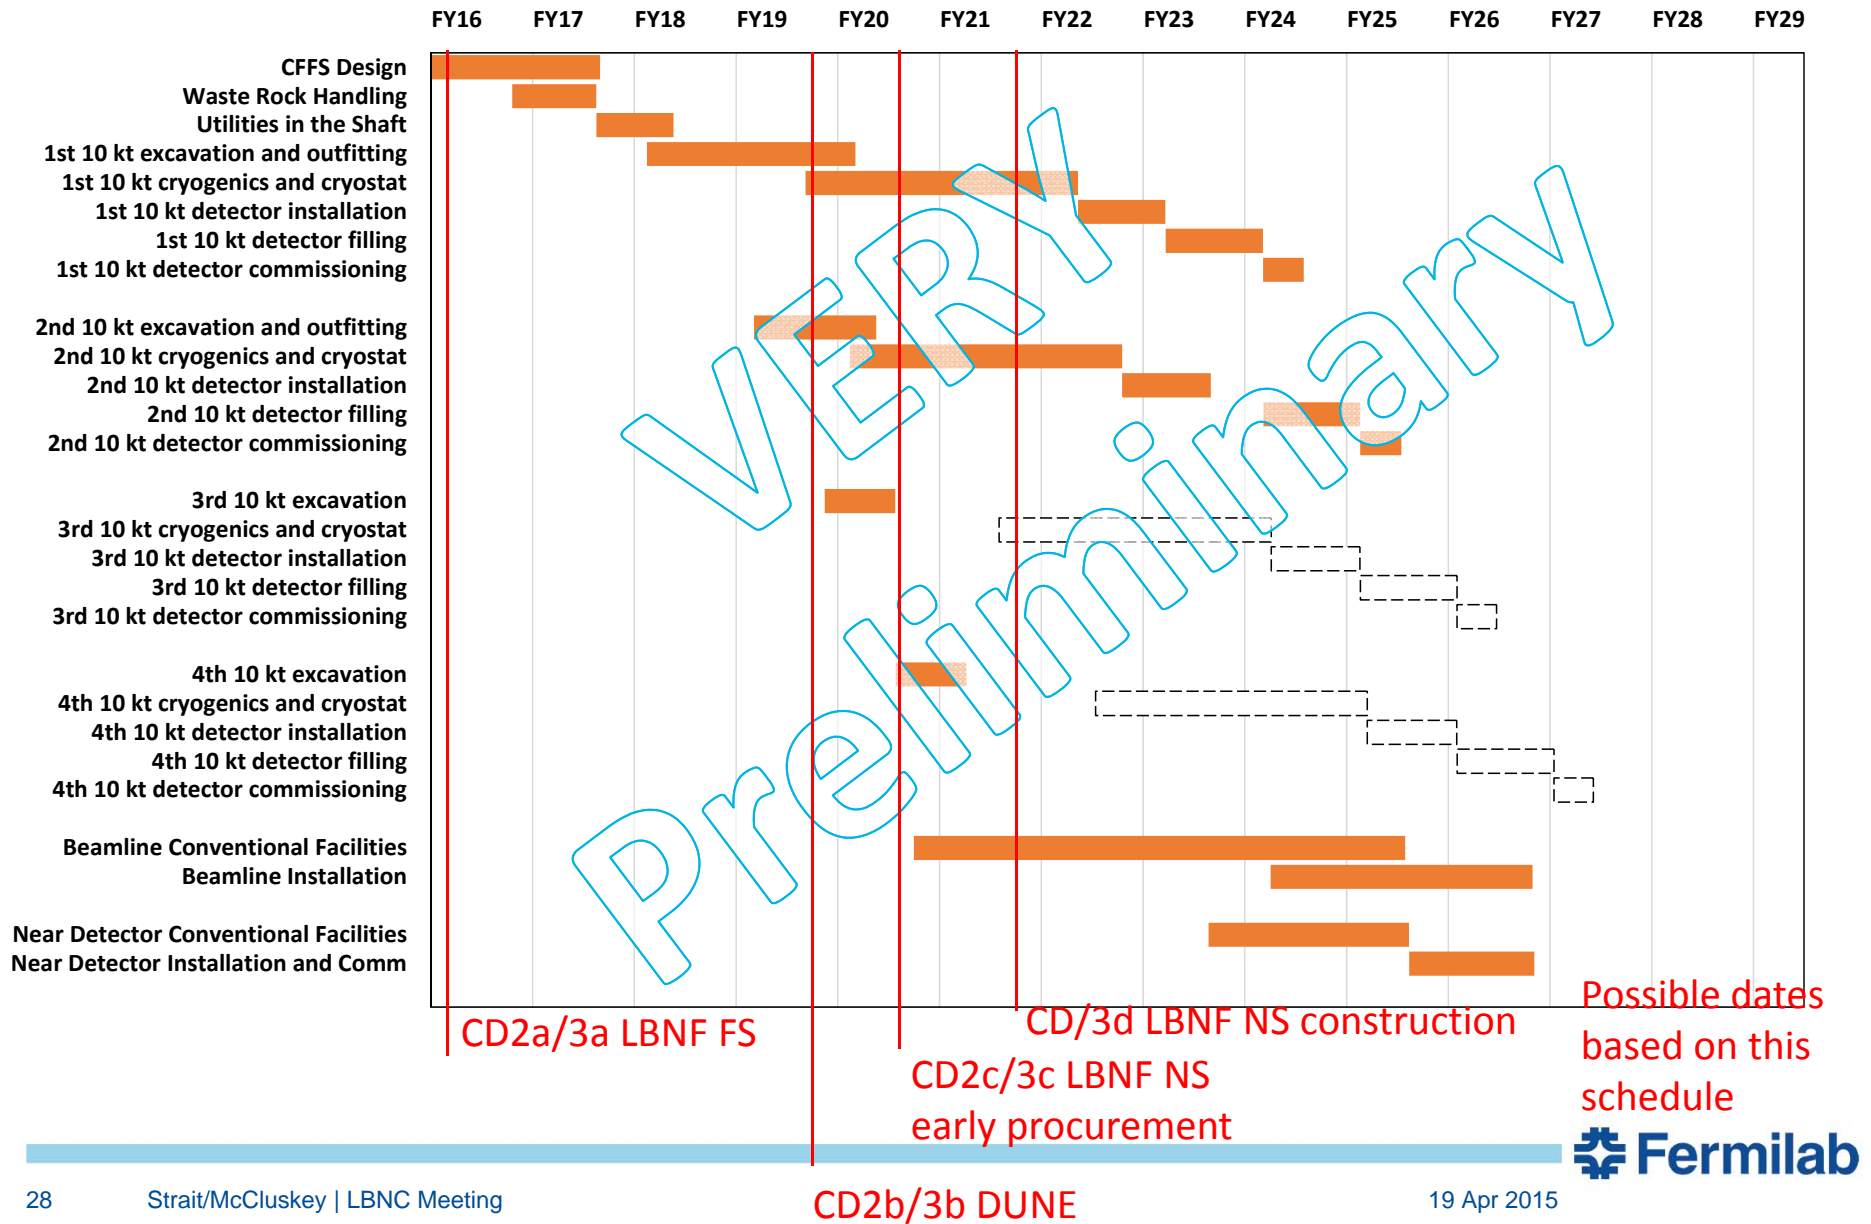 FY16 FY17 FY18 FY19 FY20 FY21 FY22 FY23 FY24 FY25 FY26 FY27 FY28 FY29
CFFS Design
Waste Rock Handling
Utilities in the Shaft
1st 10 kt excavation and outfitting
1st 10 kt cryogenics and cryostat
1st 10 kt detector installation
1st 10 kt detector filling
1st 10 kt detector commissioning
2nd 10 kt excavation and outfitting
2nd 10 kt cryogenics and cryostat
2nd 10 kt detector installation
2nd 10 kt detector filling
2nd 10 kt detector commissioning
3rd 10 kt excavation
3rd 10 kt cryogenics and cryostat
3rd 10 kt detector installation
3rd 10 kt detector filling
3rd 10 kt detector commissioning
4th 10 kt excavation
4th 10 kt cryogenics and cryostat
4th 10 kt detector installation
4th 10 kt detector filling
4th 10 kt detector commissioning
Beamline Conventional Facilities
Beamline Installation
Near Detector Conventional Facilities
Near Detector Installation and Comm
VERY
Preliminary
CD2a/3a LBNF FS
CD/3d LBNF NS construction
CD2c/3c LBNF NS
early procurement
CD2b/3b DUNE
Possible dates
based on this
schedule
Fermilab
28 Strait/McCluskey | LBNC Meeting 19 Apr 2015